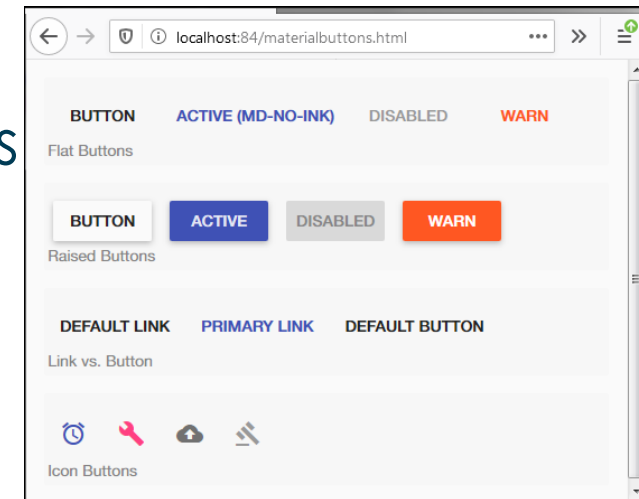 localhost:84/materialbuttons.html
S
BUTTON ACTIVE (MD-NO-INK) DISABLED WARN
Flat Buttons
BUTTON ACTIVE DISABLED WARN
Raised Buttons
DEFAULT LINK PRIMARY LINK DEFAULT BUTTON
Link vs. Button
Icon Buttons